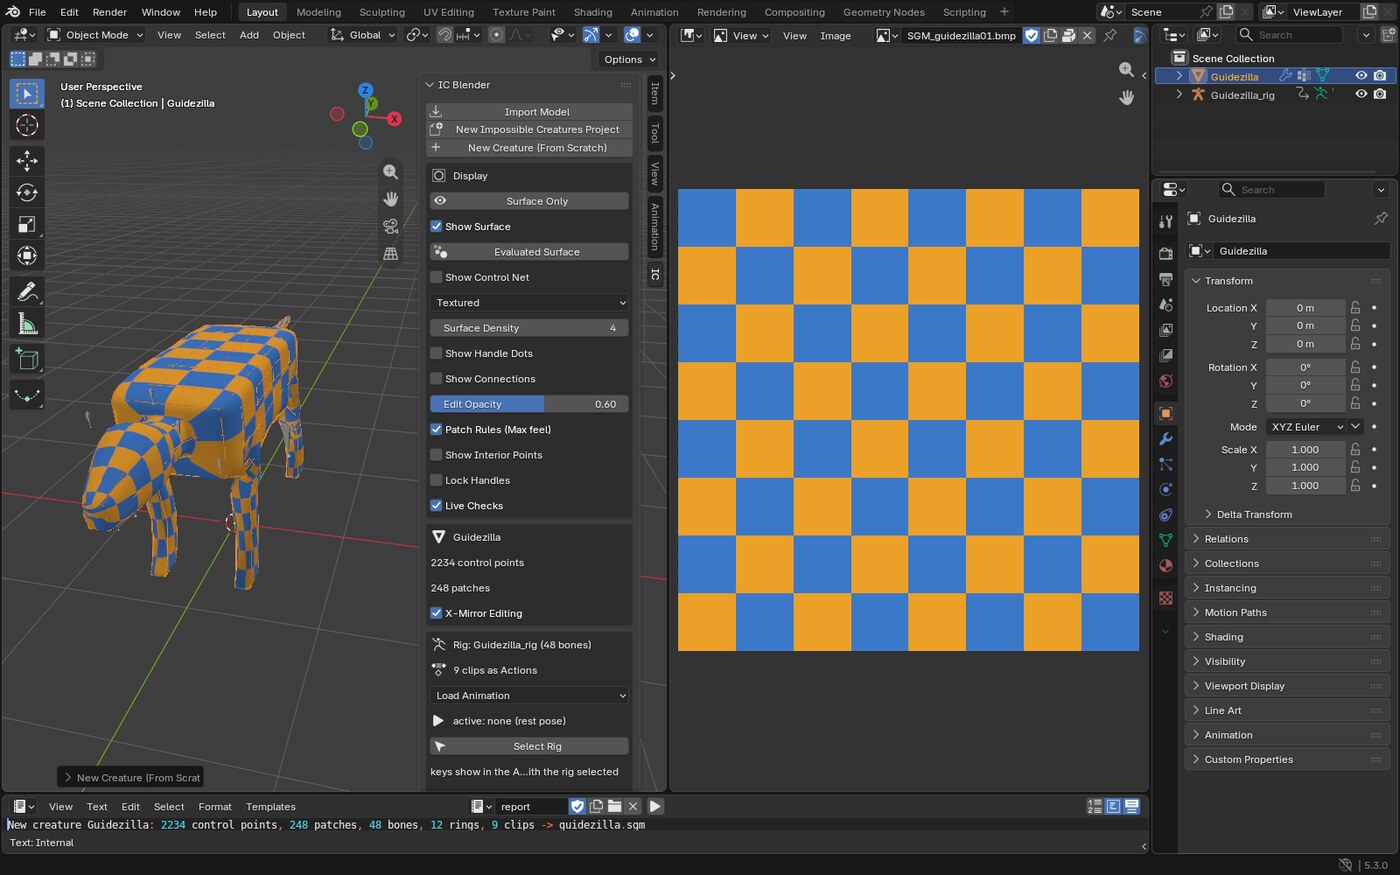 File Edit Render Window Help Layout Modeling Sculpting UV Editing Texture Paint Shading Animation Rendering Compositing Geometry Nodes Scripting + Scene ViewLayer
Object Mode View Select Add Object Global
Options
User Perspective
(1) Scene Collection | Guidezilla
Z
Y
X
IC Blender
Import Model
New Impossible Creatures Project
New Creature (From Scratch)
Display
Surface Only
Show Surface
Evaluated Surface
Show Control Net
Textured
Surface Density 4
Show Handle Dots
Show Connections
Edit Opacity 0.60
Patch Rules (Max feel)
Show Interior Points
Lock Handles
Live Checks
Guidezilla
2234 control points
248 patches
X-Mirror Editing
Rig: Guidezilla_rig (48 bones)
9 clips as Actions
Load Animation
active: none (rest pose)
Select Rig
keys show in the A...ith the rig selected
Item
Tool
View
Animation
IC
New Creature (From Scrat
View View Image SGM_guidezilla01.bmp
Search
Scene Collection
Guidezilla
Guidezilla_rig
Search
Guidezilla
Guidezilla
Transform
Location X 0 m
Y 0 m
Z 0 m
Rotation X 0°
Y 0°
Z 0°
Mode XYZ Euler
Scale X 1.000
Y 1.000
Z 1.000
Delta Transform
Relations
Collections
Instancing
Motion Paths
Shading
Visibility
Viewport Display
Line Art
Animation
Custom Properties
View Text Edit Select Format Templates report
New creature Guidezilla: 2234 control points, 248 patches, 48 bones, 12 rings, 9 clips -> guidezilla.sgm
Text: Internal
5.3.0